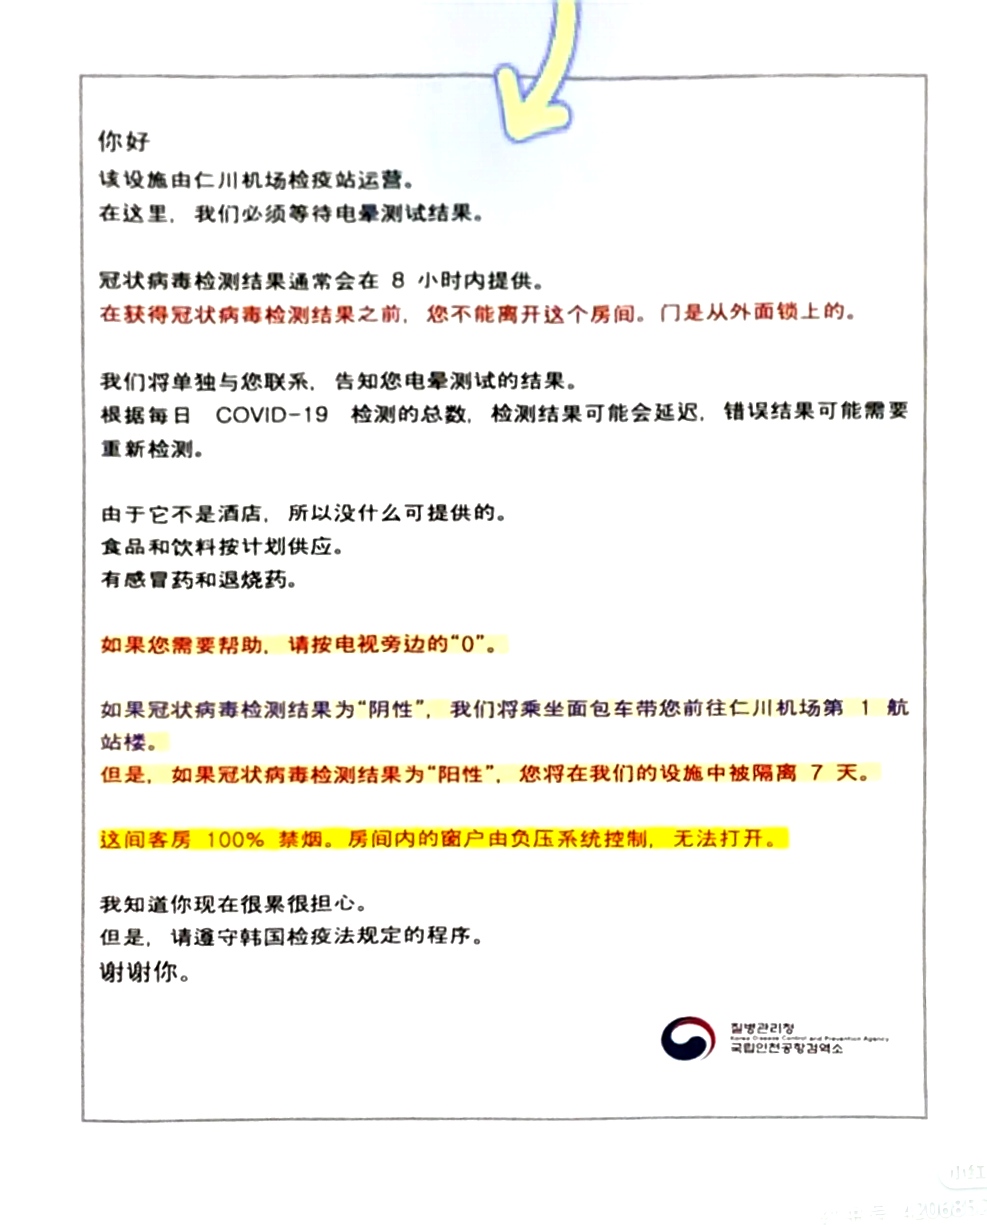 你好
该设施由仁川机场检疫站运营。
在这里, 我们必须等待电晕测试结果。
冠状病毒检测结果通常会在 8 小时内提供。
在获得冠状病毒检测结果之前, 您不能离开这个房间。门是从外面锁上的。
我们将单独与您联系, 告知您电晕测试的结果。
根据每日 COVID-19 检测的总数, 检测结果可能会延迟, 错误结果可能需要
重新检测。
由于它不是酒店, 所以没什么可提供的。
食品和饮料按计划供应。
有感冒药和退烧药。
如果您需要帮助, 请按电视旁边的“0”。
如果冠状病毒检测结果为“阴性”, 我们将乘坐面包车带您前往仁川机场第 1 航
站楼。
但是, 如果冠状病毒检测结果为“阳性”, 您将在我们的设施中被隔离 7 天。
这间客房 100% 禁烟。房间内的窗户由负压系统控制, 无法打开。
我知道你现在很累很担心。
但是, 请遵守韩国检疫法规定的程序。
谢谢你。
질병관리청
Korea Disease Control and Prevention Agency
국립인천공항검역소
小红